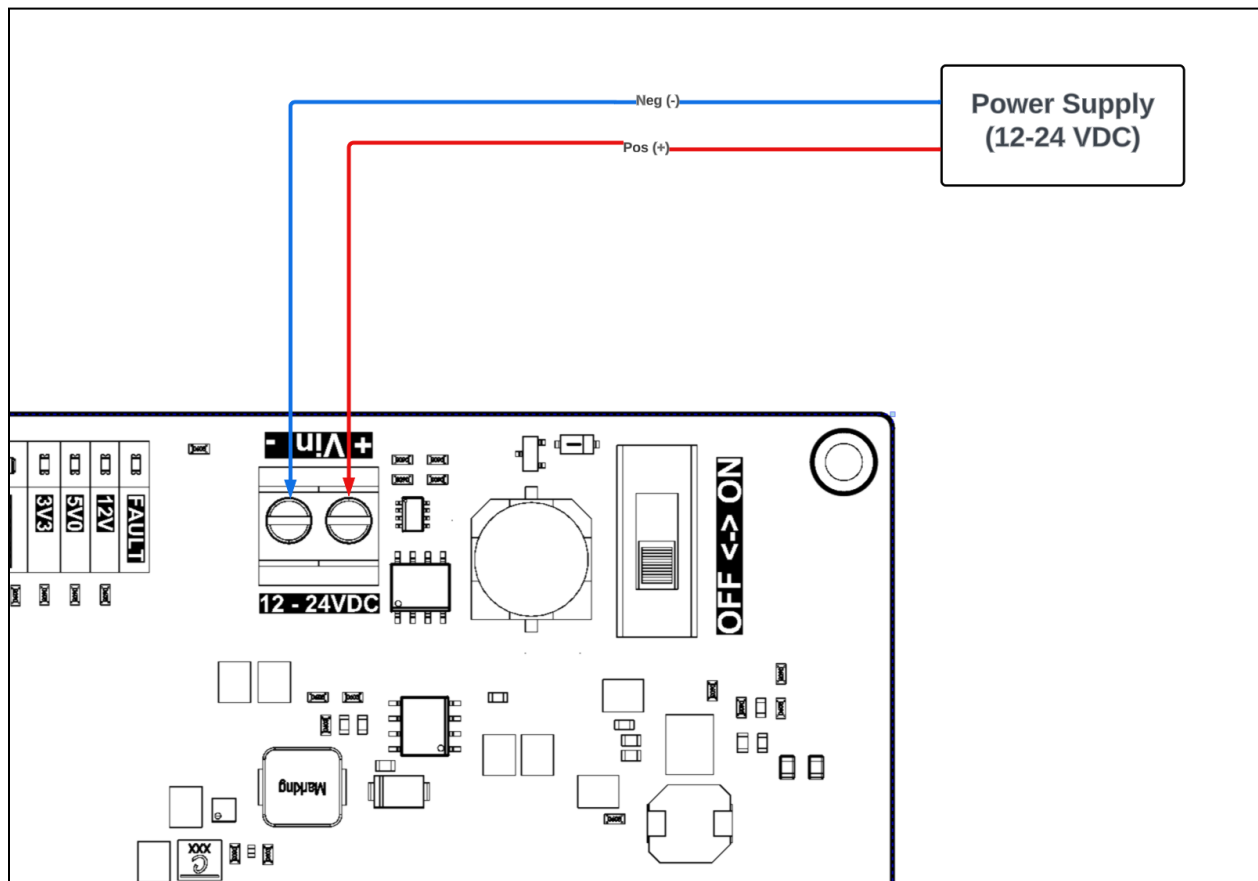 Neg (-)
Power Supply
(12-24 VDC)
Pos (+)
+ Vin -
3V3
5V0
12V
FAULT
12 - 24VDC
OFF <-> ON
Marking
XXX